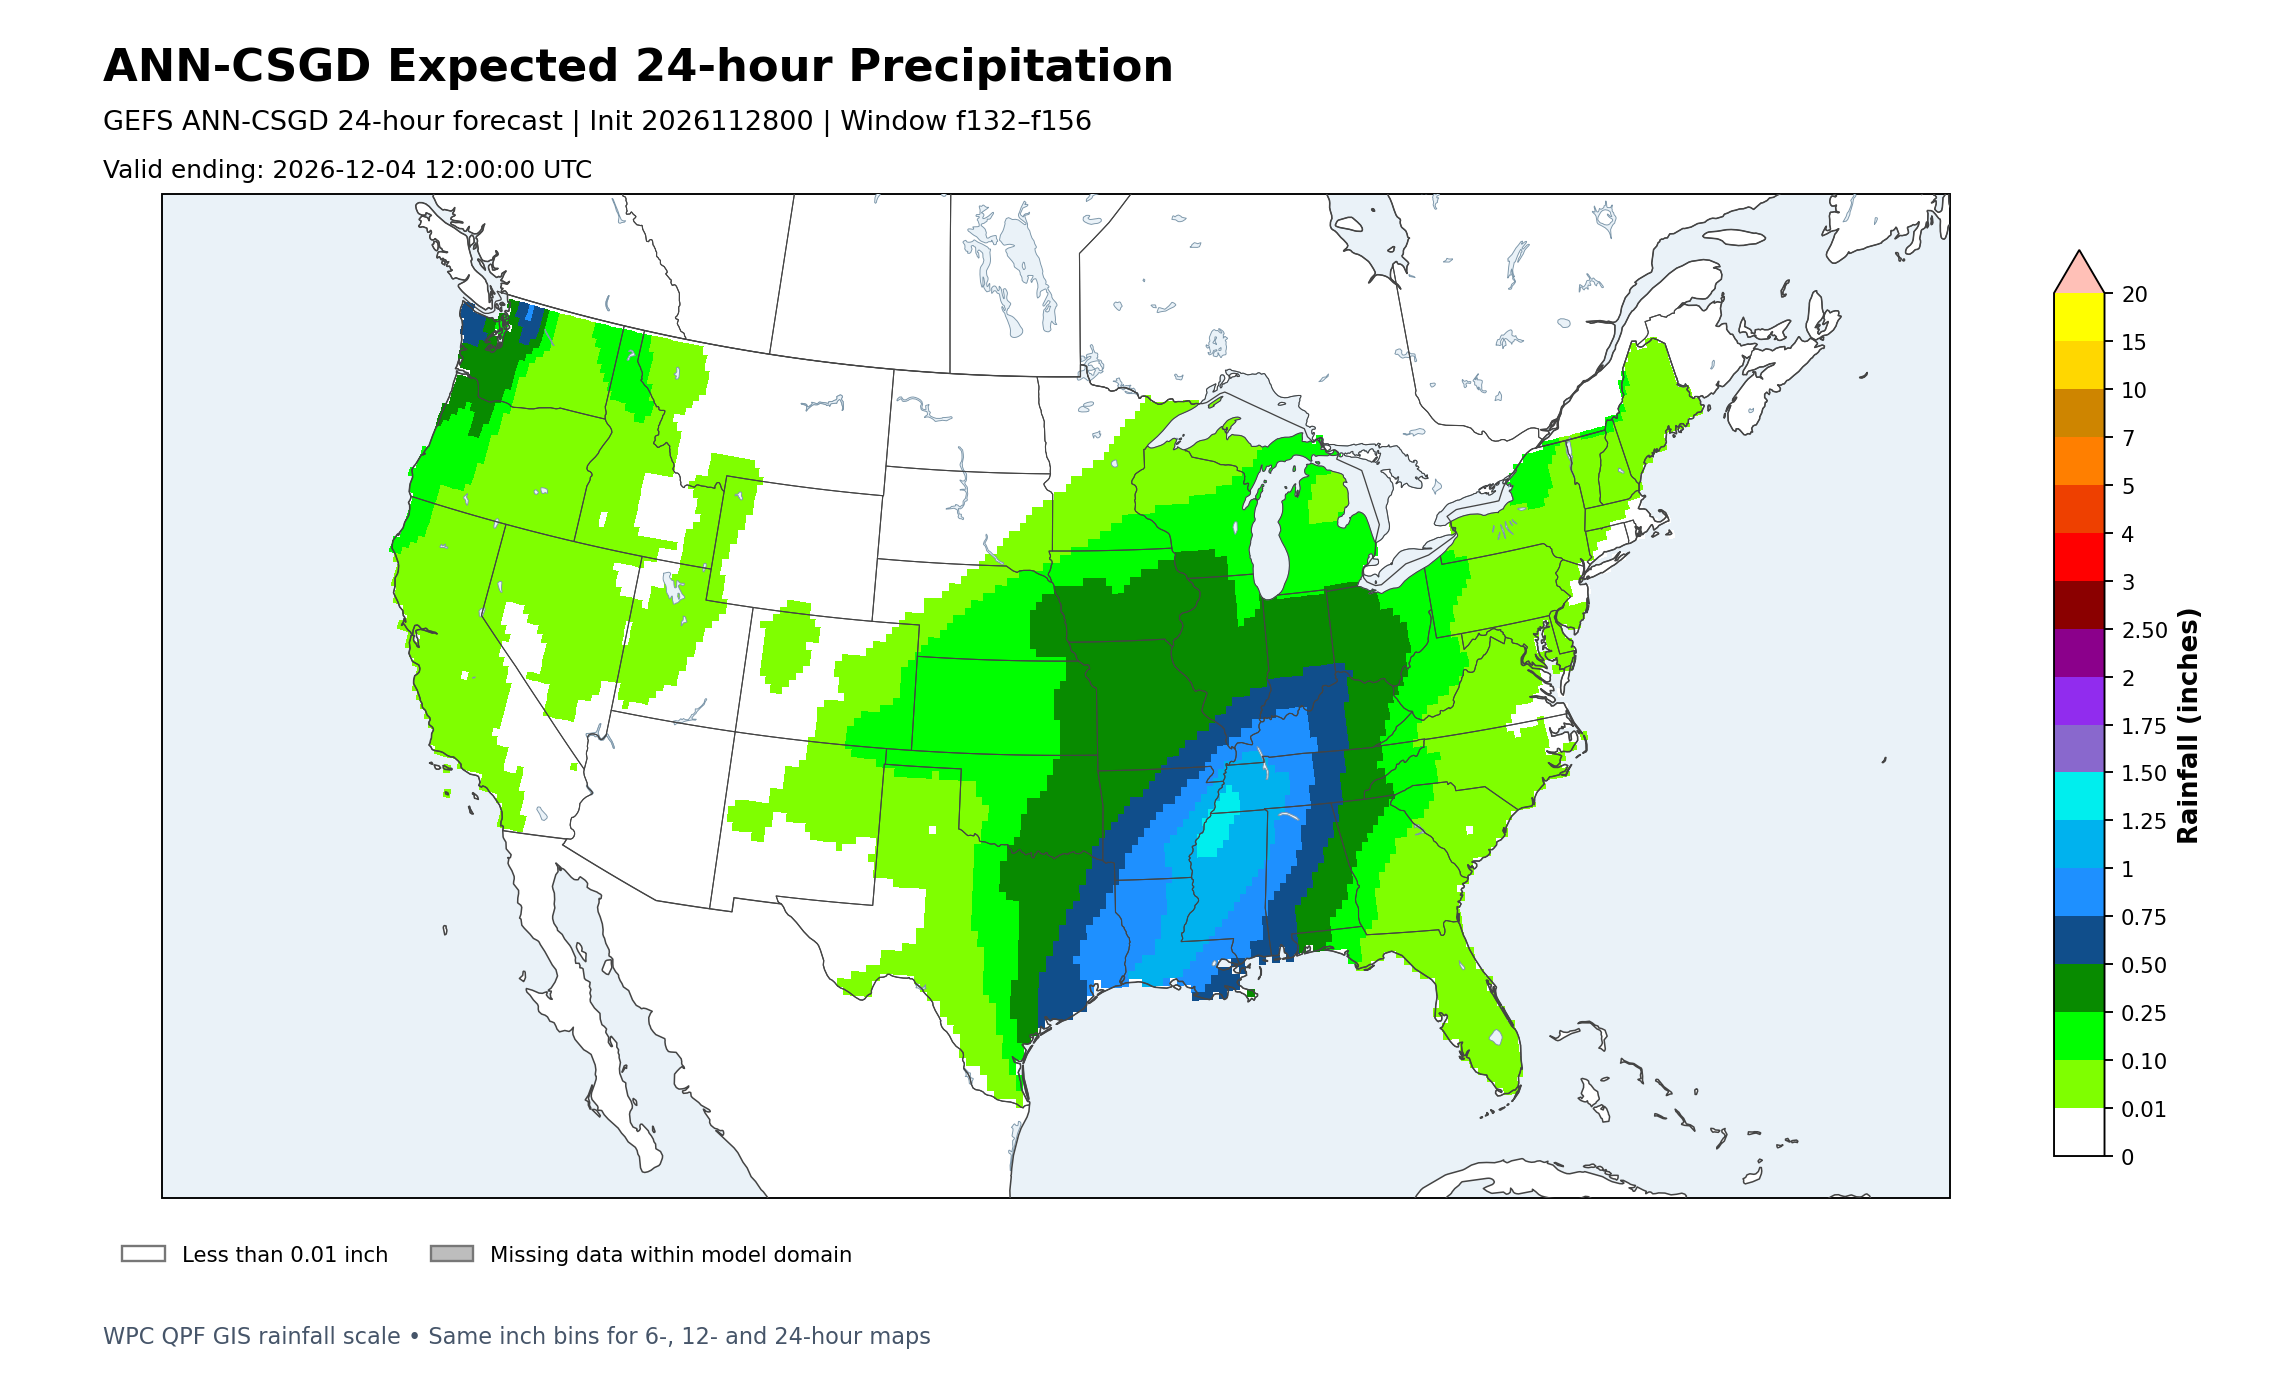 ANN-CSGD Expected 24-hour Precipitation
GEFS ANN-CSGD 24-hour forecast | Init 2026112800 | Window f132–f156
Valid ending: 2026-12-04 12:00:00 UTC
20
15
10
7
5
4
3
2.50
2
1.75
1.50
1.25
1
0.75
0.50
0.25
0.10
0.01
0
Rainfall (inches)
Less than 0.01 inch
Missing data within model domain
WPC QPF GIS rainfall scale • Same inch bins for 6-, 12- and 24-hour maps